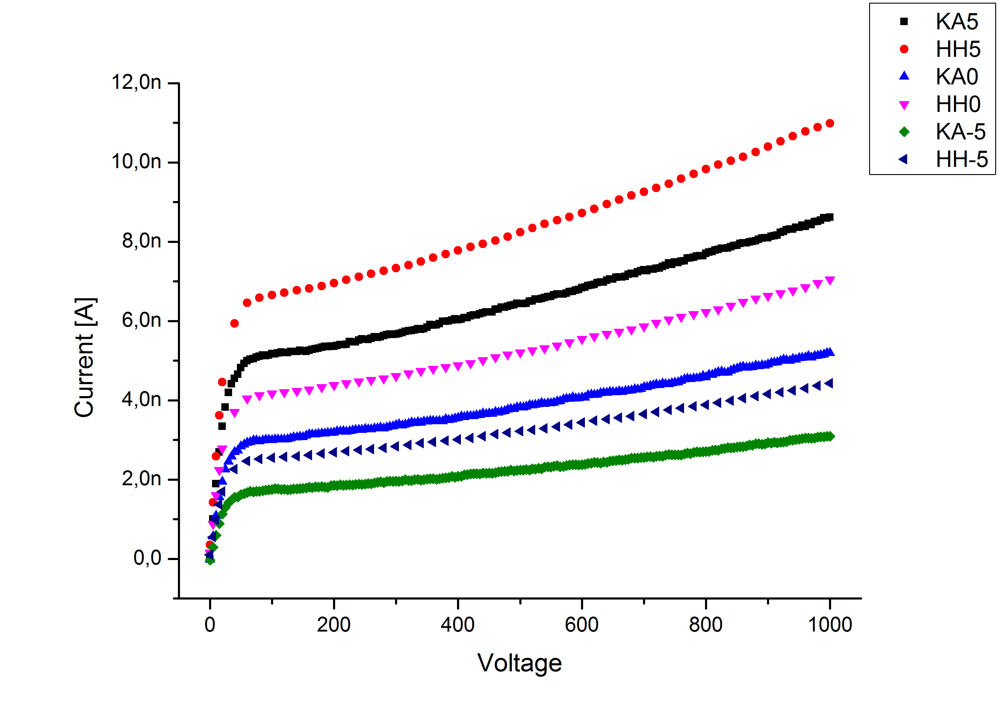 KA5
HH5
KA0
HH0
KA-5
HH-5
12,0n
10,0n
8,0n
6,0n
4,0n
2,0n
0,0
Current [A]
0 200 400 600 800 1000
Voltage